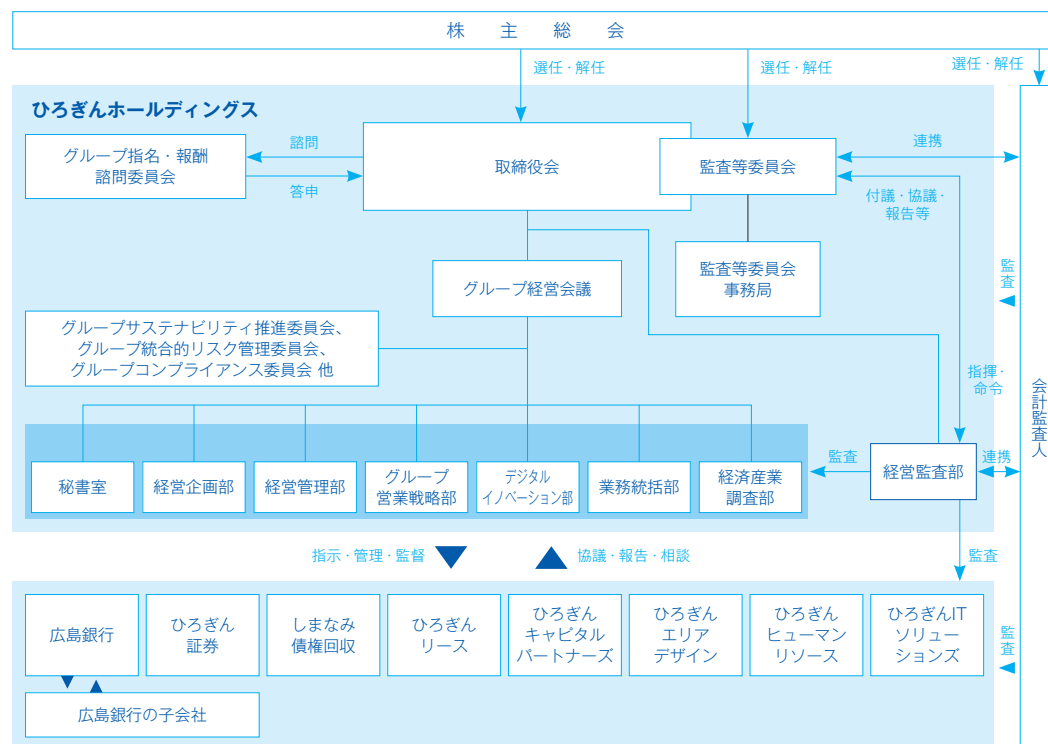 株 主 総 会
選任・解任
選任・解任
選任・解任
ひろぎんホールディングス
グループ指名・報酬
諮問委員会
諮問
答申
取締役会
監査等委員会
連携
付議・協議・
報告等
監査等委員会
事務局
グループ経営会議
監査
グループサステナビリティ推進委員会、
グループ統合的リスク管理委員会、
グループコンプライアンス委員会 他
指揮・
命令
会計監査人
秘書室
経営企画部
経営管理部
グループ
営業戦略部
デジタル
イノベーション部
業務統括部
経済産業
調査部
監査
経営監査部
連携
指示・管理・監督
協議・報告・相談
監査
広島銀行
ひろぎん
証券
しまなみ
債権回収
ひろぎん
リース
ひろぎん
キャピタル
パートナーズ
ひろぎん
エリア
デザイン
ひろぎん
ヒューマン
リソース
ひろぎんIT
ソリュー
ションズ
監査
広島銀行の子会社